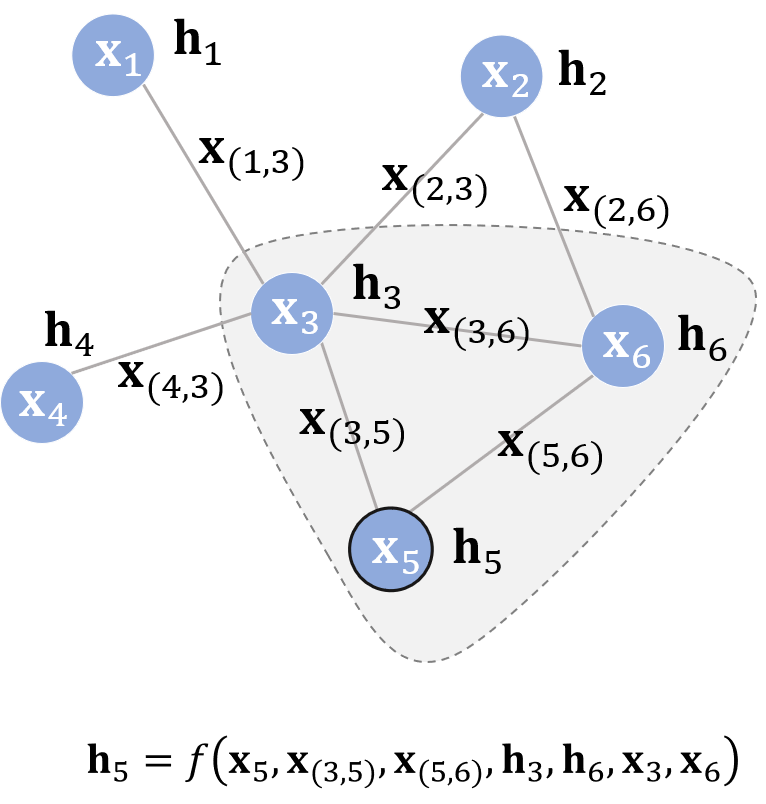 x₁ h₁
x₂ h₂
x₍₁,₃₎
x₍₂,₃₎
x₍₂,₆₎
x₃ h₃
h₄
x₄
x₍₄,₃₎
x₍₃,₆₎
x₆ h₆
x₍₃,₅₎
x₍₅,₆₎
x₅ h₅
h₅ = f(x₅, x₍₃,₅₎, x₍₅,₆₎, h₃, h₆, x₃, x₆)